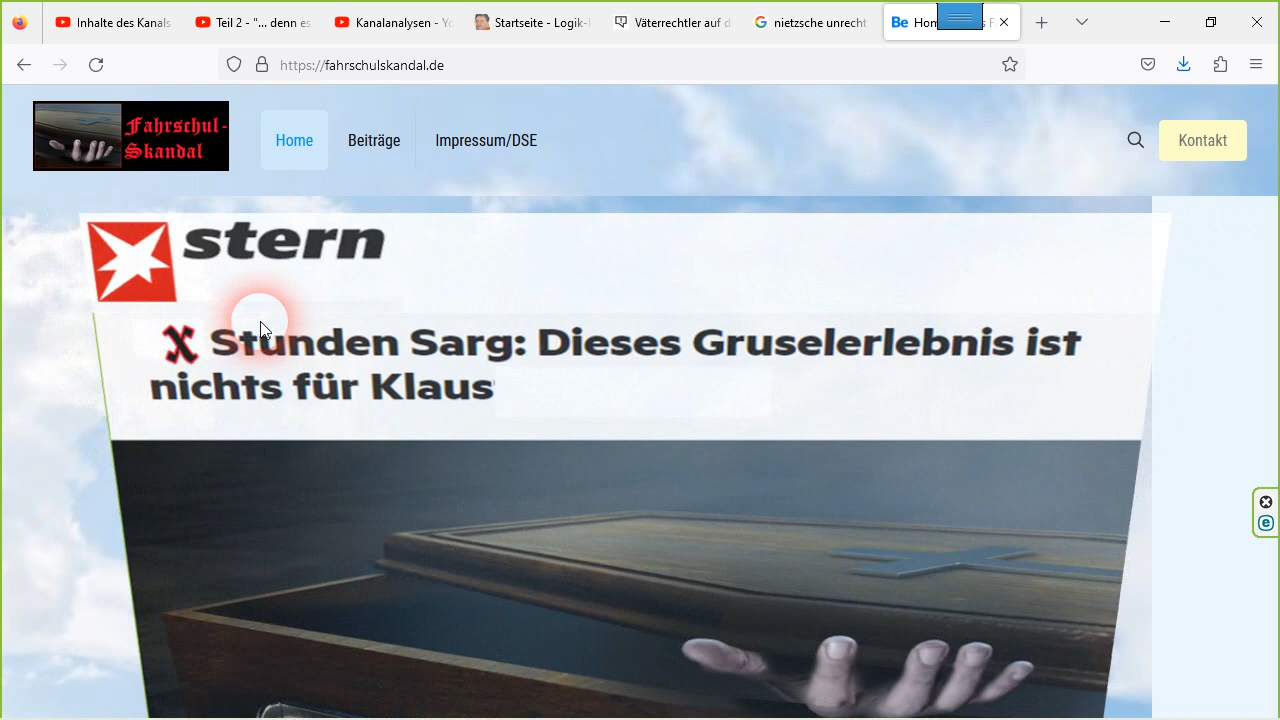 Inhalte des Kanals
Teil 2 - "... denn es
Kanalanalysen - Yo
Startseite - Logik-
Väterrechtler auf d
nietzsche unrecht
Be
https://fahrschulskandal.de
Fahrschul-
Skandal
Home
Beiträge
Impressum/DSE
Kontakt
stern
X Stunden Sarg: Dieses Gruselerlebnis ist
nichts für Klaus
e